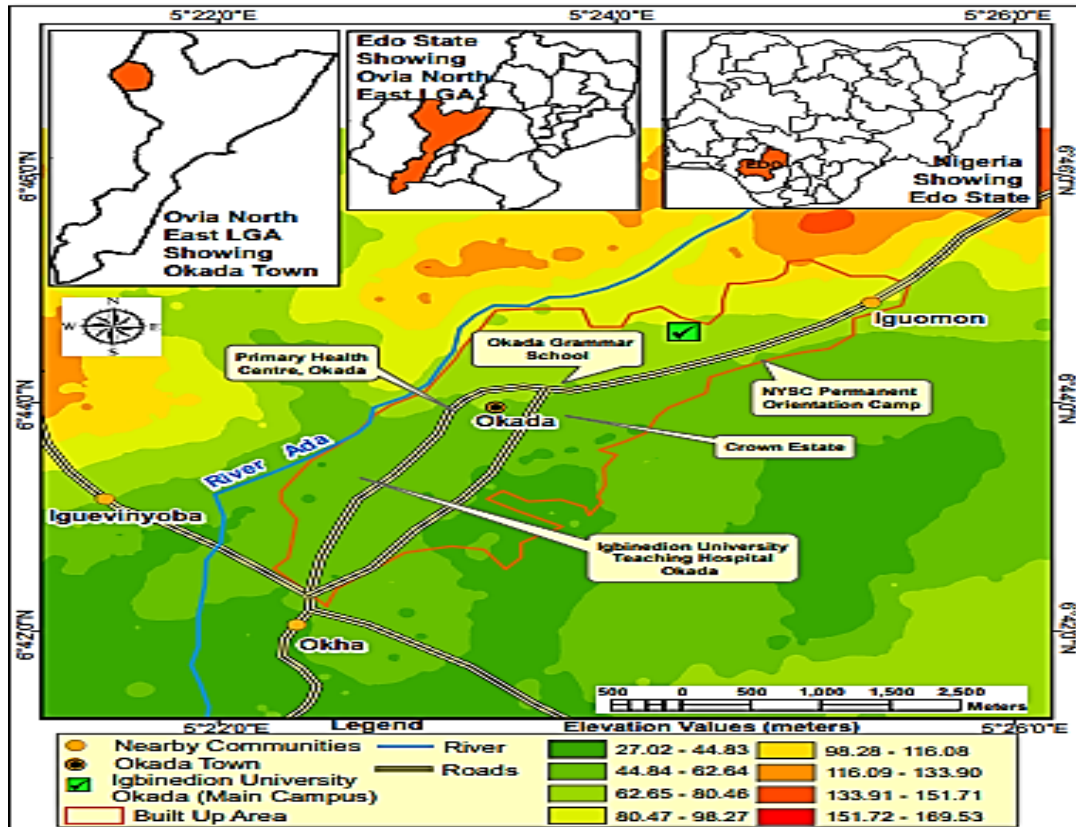 5°22'0"E 5°24'0"E 5°26'0"E
Ovia North
East LGA
Showing
Okada Town
Edo State
Showing
Ovia North
East LGA
EDO
Nigeria
Showing
Edo State
6°46'0"N
6°46'0"N
N
W E
S
Iguomon
Okada Grammar
School
Primary Health
Centre, Okada
NYSC Permanent
Orientation Camp
6°44'0"N
6°44'0"N
Okada
Crown Estate
River Ada
Iguevinyoba
Igbinedion University
Teaching Hospital
Okada
6°42'0"N
6°42'0"N
Okha
500 0 500 1,000 1,500 2,500
Meters
5°22'0"E 5°26'0"E
Legend
Nearby Communities
Okada Town
Igbinedion University
Okada (Main Campus)
Built Up Area
River
Roads
Elevation Values (meters)
27.02 - 44.83
44.84 - 62.64
62.65 - 80.46
80.47 - 98.27
98.28 - 116.08
116.09 - 133.90
133.91 - 151.71
151.72 - 169.53